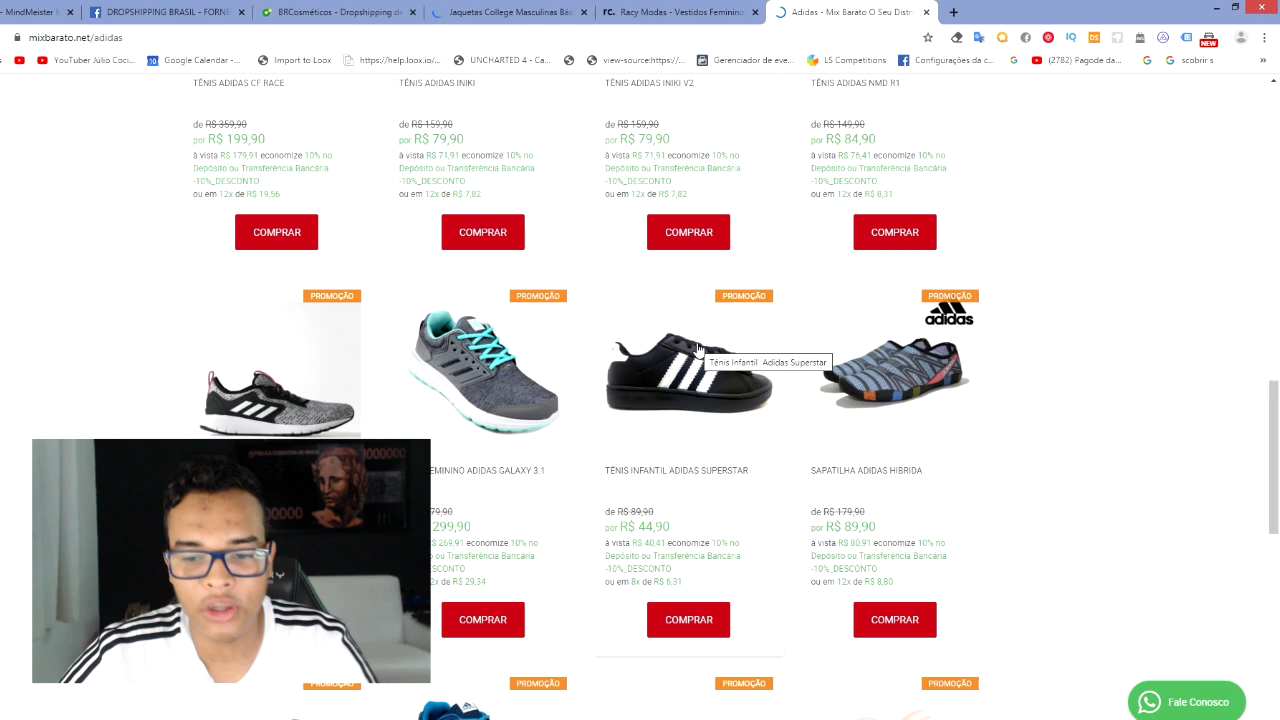 - MindMeister
DROPSHIPPING BRASIL - FORNE
BRCosméticos - Dropshipping de
Jaquetas College Masculinas Bás
rc. Racy Modas - Vestidos Feminino
Adidas - Mix Barato O Seu Distri
mixbarato.net/adidas
NEW
YouTuber Júlio Coci...
Google Calendar -...
Import to Loox
https://help.loox.io/...
UNCHARTED 4 - Ca...
view-source:https://...
Gerenciador de eve...
LS Competitions
Configurações da c...
(2782) Pagode da...
scobrir s
TÊNIS ADIDAS CF RACE
TÊNIS ADIDAS INIKI
TÊNIS ADIDAS INIKI V2
TÊNIS ADIDAS NMD R1
de R$ 359,90
por R$ 199,90
à vista R$ 179,91 economize 10% no
Depósito ou Transferência Bancária
-10%_DESCONTO
ou em 12x de R$ 19,56
de R$ 159,90
por R$ 79,90
à vista R$ 71,91 economize 10% no
Depósito ou Transferência Bancária
-10%_DESCONTO
ou em 12x de R$ 7,82
de R$ 159,90
por R$ 79,90
à vista R$ 71,91 economize 10% no
Depósito ou Transferência Bancária
-10%_DESCONTO
ou em 12x de R$ 7,82
de R$ 149,90
por R$ 84,90
à vista R$ 76,41 economize 10% no
Depósito ou Transferência Bancária
-10%_DESCONTO
ou em 12x de R$ 8,31
COMPRAR
COMPRAR
COMPRAR
COMPRAR
PROMOÇÃO
PROMOÇÃO
PROMOÇÃO
PROMOÇÃO
adidas
Tênis Infantil Adidas Superstar
EMININO ADIDAS GALAXY 3.1
TÊNIS INFANTIL ADIDAS SUPERSTAR
SAPATILHA ADIDAS HIBRIDA
79,90
299,90
R$ 269,91 economize 10% no
o ou Transferência Bancária
SCONTO
2x de R$ 29,34
de R$ 89,90
por R$ 44,90
à vista R$ 40,41 economize 10% no
Depósito ou Transferência Bancária
-10%_DESCONTO
ou em 8x de R$ 6,31
de R$ 179,90
por R$ 89,90
à vista R$ 80,91 economize 10% no
Depósito ou Transferência Bancária
-10%_DESCONTO
ou em 12x de R$ 8,80
COMPRAR
COMPRAR
COMPRAR
PROMOÇÃO
PROMOÇÃO
PROMOÇÃO
PROMOÇÃO
Fale Conosco